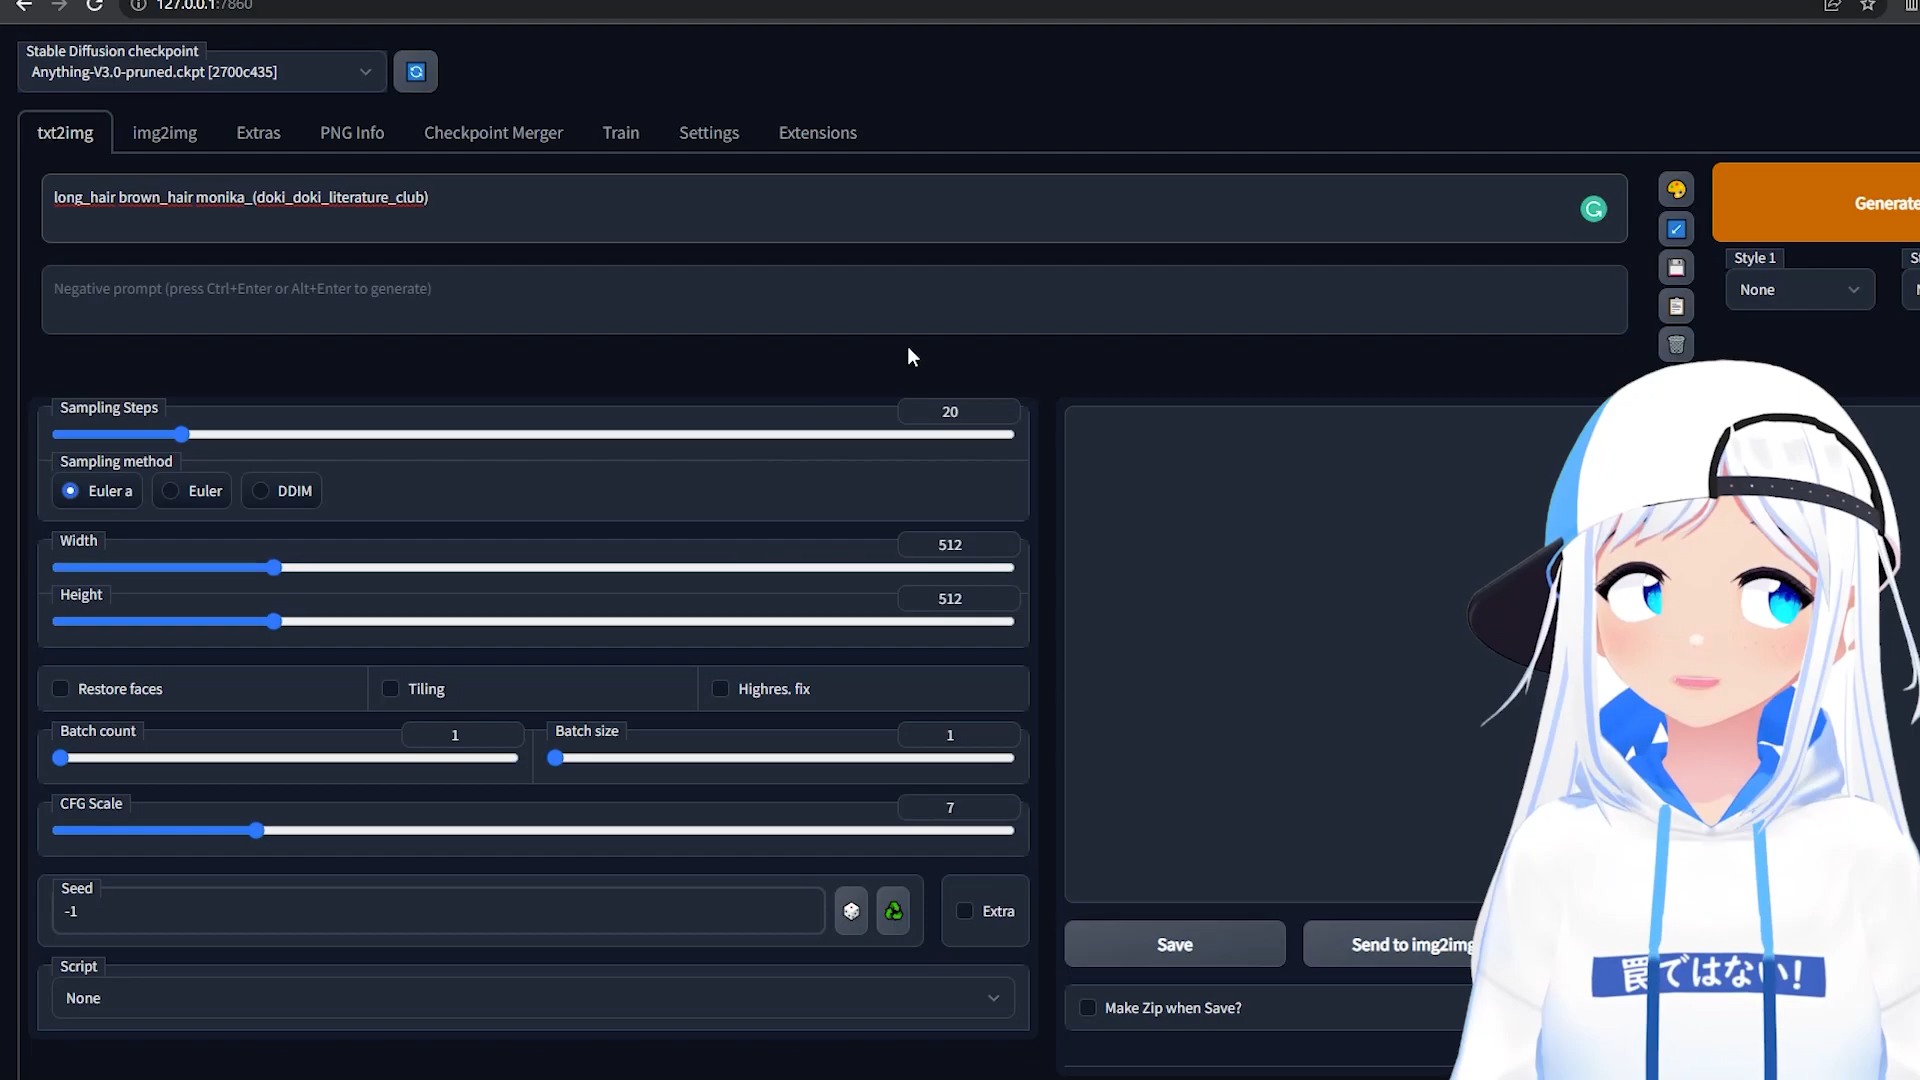 127.0.0.1:7860
Stable Diffusion checkpoint
Anything-V3.0-pruned.ckpt [2700c435]
txt2img
img2img
Extras
PNG Info
Checkpoint Merger
Train
Settings
Extensions
long_hair brown_hair monika_(doki_doki_literature_club)
Generate
Negative prompt (press Ctrl+Enter or Alt+Enter to generate)
Style 1
None
Sampling Steps
20
Sampling method
Euler a
Euler
DDIM
Width
512
Height
512
Restore faces
Tiling
Highres. fix
Batch count
1
Batch size
1
CFG Scale
7
Seed
-1
Extra
Script
None
Save
Send to img2img
Make Zip when Save?
罠ではない!